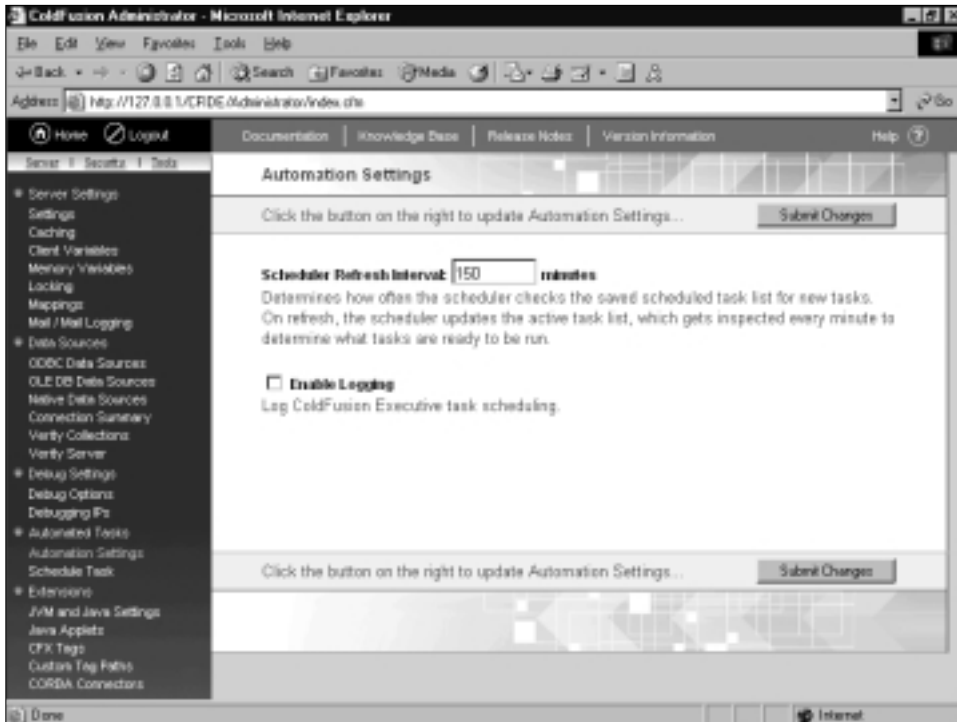 ColdFusion Administrator - Microsoft Internet Explorer
File Edit View Favorites Tools Help
Back Search Favorites Media
Address http://127.0.0.1/CFIDE/Administrator/index.cfm Go
Home Logout Documentation Knowledge Base Release Notes Version Information Help
Server Security Tools
Server Settings
Settings
Caching
Client Variables
Memory Variables
Locking
Mappings
Mail / Mail Logging
Data Sources
ODBC Data Sources
OLE DB Data Sources
Native Data Sources
Connection Summary
Verity Collections
Verity Server
Debug Settings
Debug Options
Debugging IPs
Automated Tasks
Automation Settings
Schedule Task
Extensions
JVM and Java Settings
Java Applets
CFX Tags
Custom Tag Paths
CORBA Connectors
Automation Settings
Click the button on the right to update Automation Settings... Submit Changes
Scheduler Refresh Interval: 150 minutes
Determines how often the scheduler checks the saved scheduled task list for new tasks.
On refresh, the scheduler updates the active task list, which gets inspected every minute to
determine what tasks are ready to be run.
Enable Logging
Log ColdFusion Executive task scheduling.
Click the button on the right to update Automation Settings... Submit Changes
Done Internet